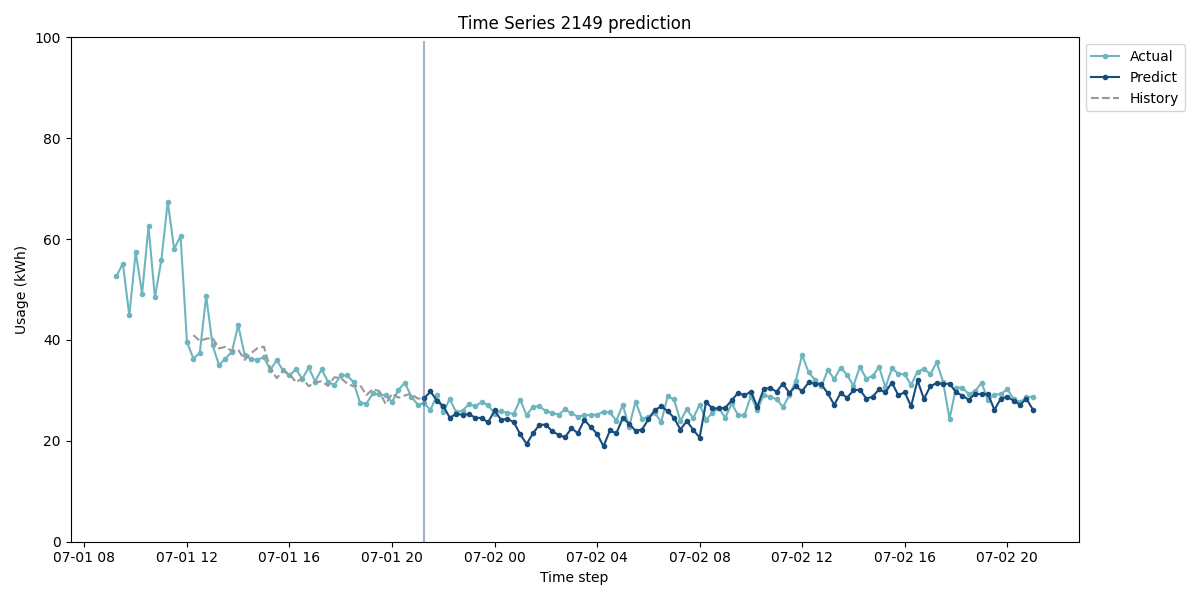 Time Series 2149 prediction
100
80
60
40
20
0
Usage (kWh)
07-01 08
07-01 12
07-01 16
07-01 20
07-02 00
07-02 04
07-02 08
07-02 12
07-02 16
07-02 20
Time step
Actual
Predict
History